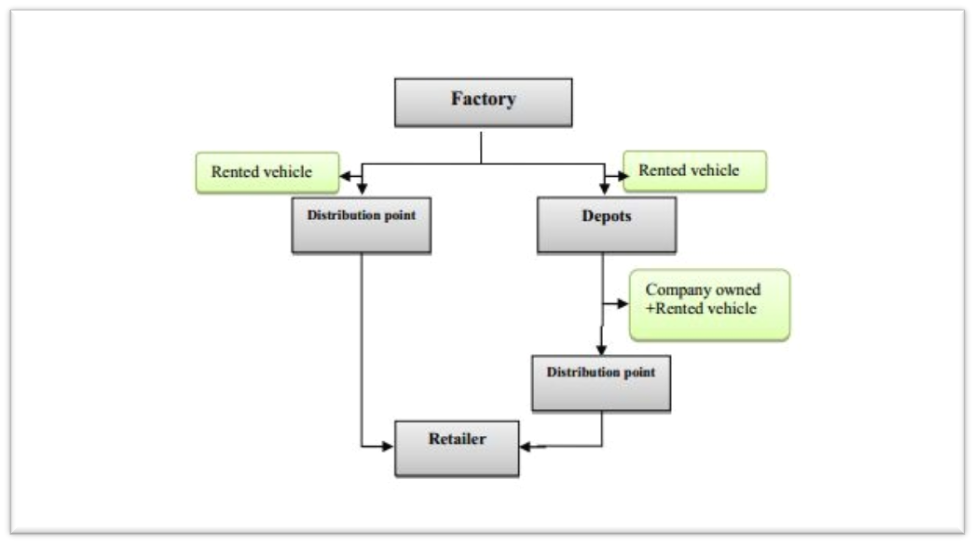 Factory
Rented vehicle
Rented vehicle
Distribution point
Depots
Company owned
+Rented vehicle
Distribution point
Retailer